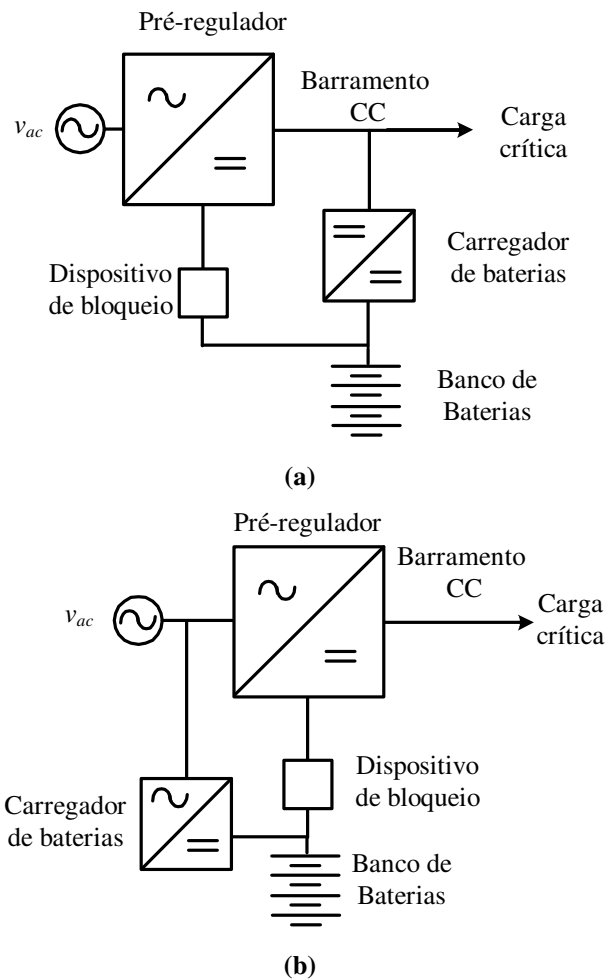 Pré-regulador
Barramento
CC
v_ac
Carga
crítica
Dispositivo
de bloqueio
Carregador
de baterias
Banco de
Baterias
(a)
Pré-regulador
Barramento
CC
v_ac
Carga
crítica
Carregador
de baterias
Dispositivo
de bloqueio
Banco de
Baterias
(b)